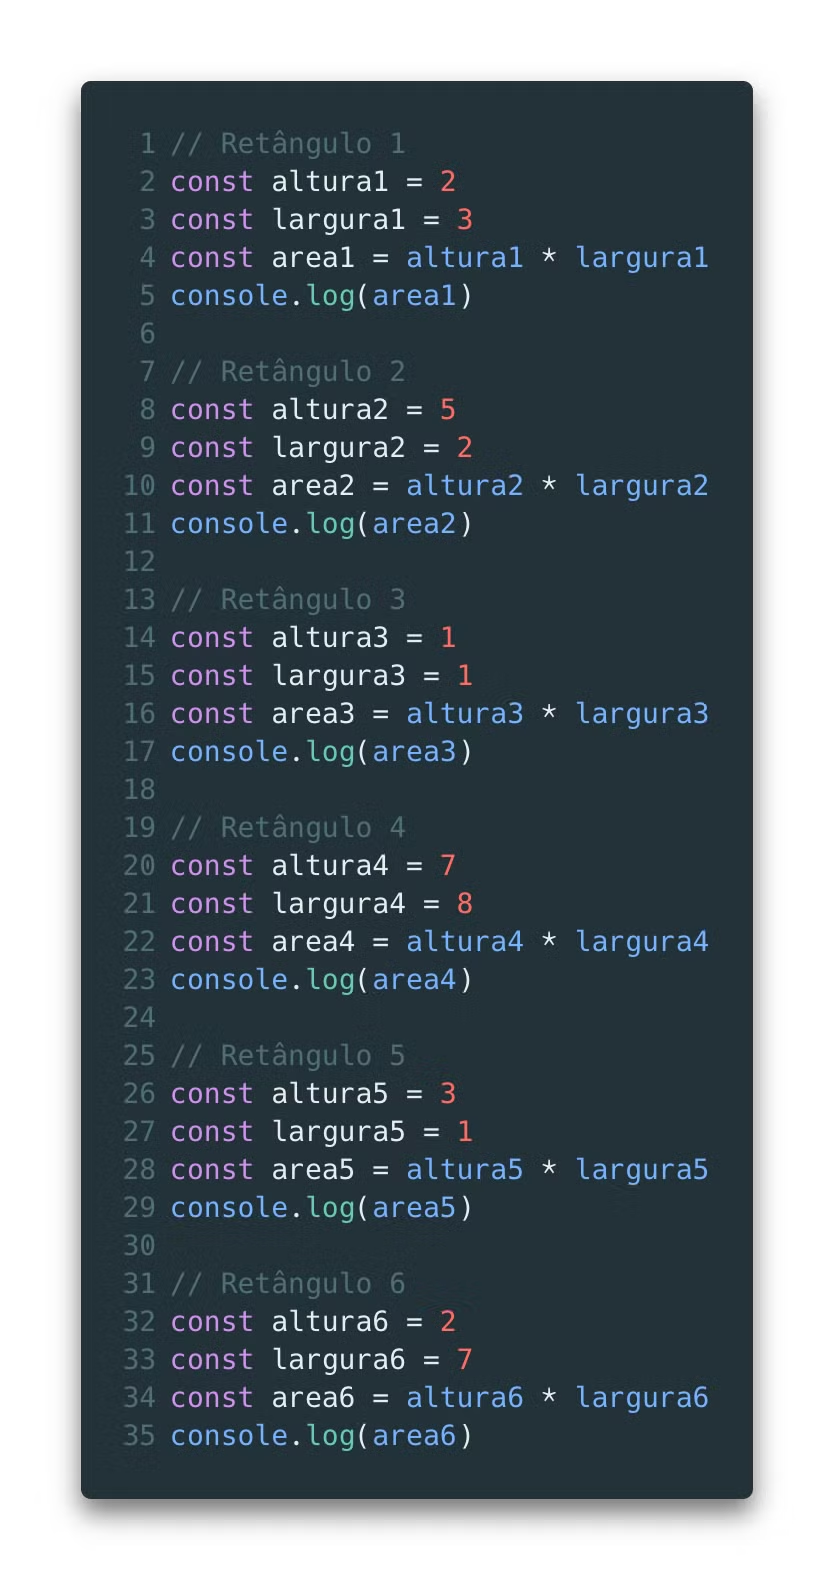 1 // Retângulo 1
2 const altura1 = 2
3 const largura1 = 3
4 const area1 = altura1 * largura1
5 console.log(area1)
6
7 // Retângulo 2
8 const altura2 = 5
9 const largura2 = 2
10 const area2 = altura2 * largura2
11 console.log(area2)
12
13 // Retângulo 3
14 const altura3 = 1
15 const largura3 = 1
16 const area3 = altura3 * largura3
17 console.log(area3)
18
19 // Retângulo 4
20 const altura4 = 7
21 const largura4 = 8
22 const area4 = altura4 * largura4
23 console.log(area4)
24
25 // Retângulo 5
26 const altura5 = 3
27 const largura5 = 1
28 const area5 = altura5 * largura5
29 console.log(area5)
30
31 // Retângulo 6
32 const altura6 = 2
33 const largura6 = 7
34 const area6 = altura6 * largura6
35 console.log(area6)